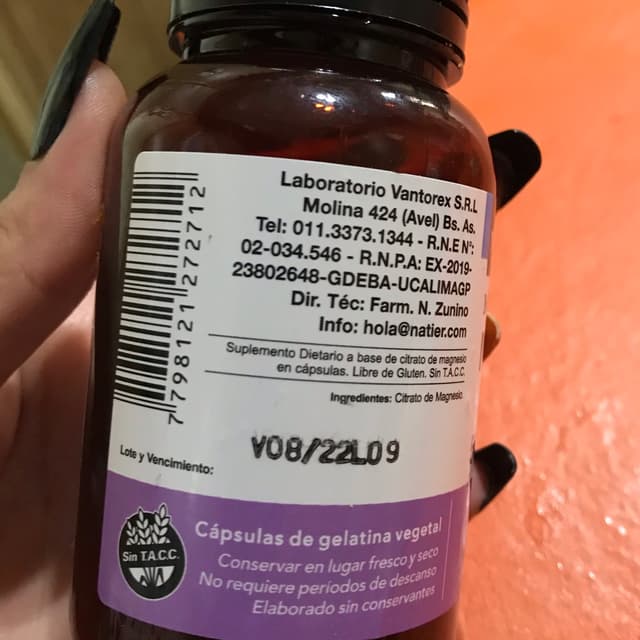 Laboratorio Vantorex S.R.L
Molina 424 (Avel) Bs. As.
Tel: 011.3373.1344 - R.N.E Nº:
02-034.546 - R.N.P.A: EX-2019-
23802648-GDEBA-UCALIMAGP
Dir. Téc: Farm. N. Zunino
Info: hola@natier.com
Suplemento Dietario a base de citrato de magnesio
en cápsulas. Libre de Gluten. Sin T.A.C.C.
Ingredientes: Citrato de Magnesio.
7 798121 272712
Lote y Vencimiento:
V08/22L09
Sin T.A.C.C.
Cápsulas de gelatina vegetal
Conservar en lugar fresco y seco
No requiere periodos de descanso
Elaborado sin conservantes